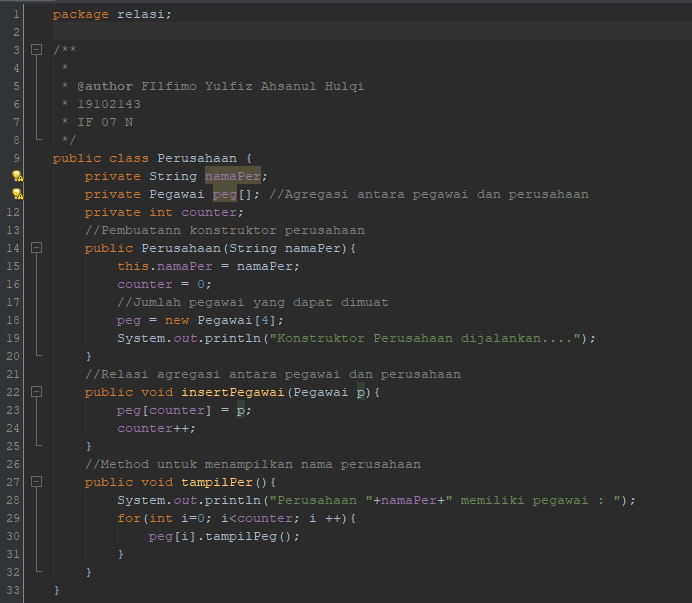 1 package relasi;
2
3 /**
4  *
5  * @author FIlfimo Yulfiz Ahsanul Hulqi
6  * 19102143
7  * IF 07 N
8  */
9 public class Perusahaan {
    private String namaPer;
    private Pegawai peg[]; //Agregasi antara pegawai dan perusahaan
12     private int counter;
13     //Pembuatann konstruktor perusahaan
14     public Perusahaan(String namaPer){
15         this.namaPer = namaPer;
16         counter = 0;
17         //Jumlah pegawai yang dapat dimuat
18         peg = new Pegawai[4];
19         System.out.println("Konstruktor Perusahaan dijalankan....");
20     }
21     //Relasi agregasi antara pegawai dan perusahaan
22     public void insertPegawai(Pegawai p){
23         peg[counter] = p;
24         counter++;
25     }
26     //Method untuk menampilkan nama perusahaan
27     public void tampilPer(){
28         System.out.println("Perusahaan "+namaPer+" memiliki pegawai : ");
29         for(int i=0; i<counter; i ++){
30             peg[i].tampilPeg();
31         }
32     }
33 }